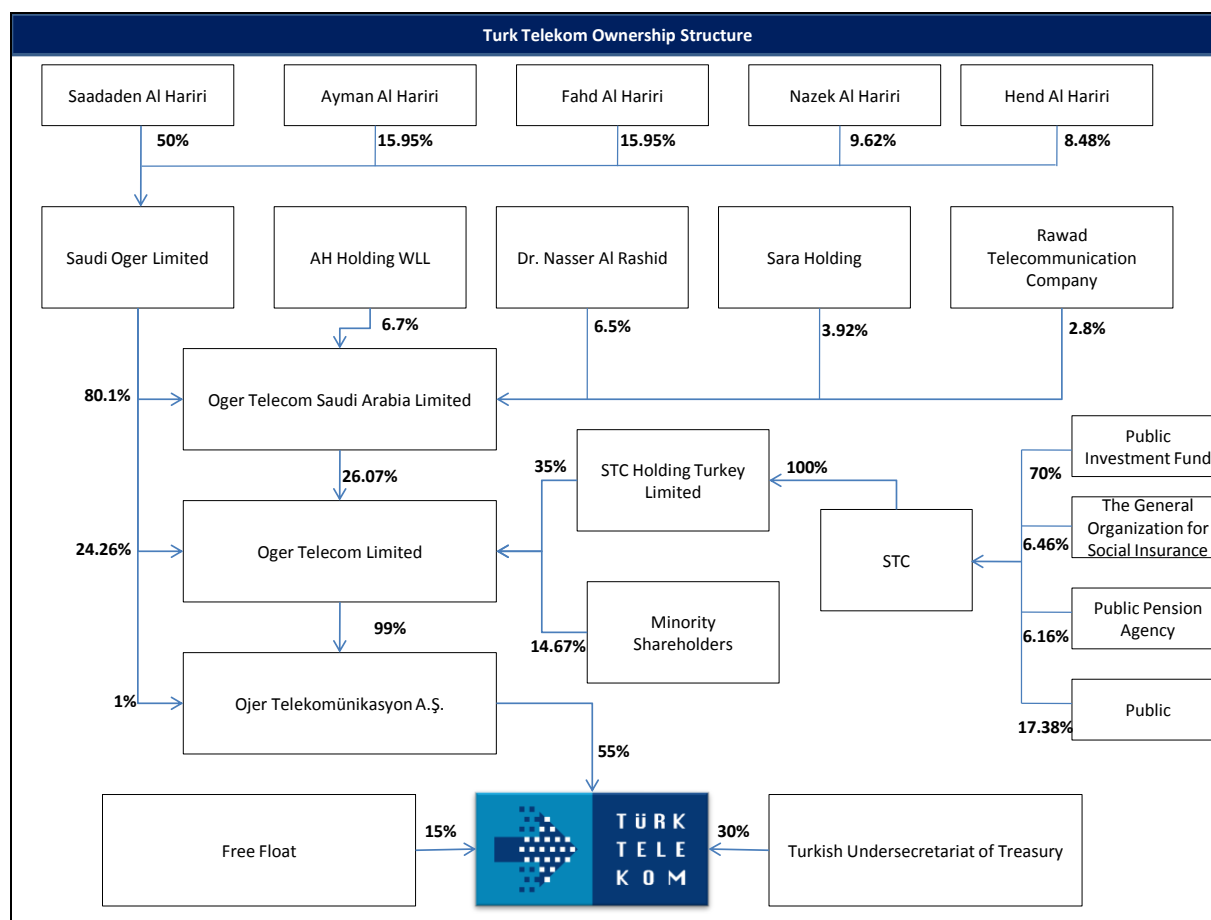 Turk Telekom Ownership Structure
Saadaden Al Hariri
Ayman Al Hariri
Fahd Al Hariri
Nazek Al Hariri
Hend Al Hariri
50%
15.95%
15.95%
9.62%
8.48%
Saudi Oger Limited
AH Holding WLL
Dr. Nasser Al Rashid
Sara Holding
Rawad
Telecommunication
Company
6.7%
6.5%
3.92%
2.8%
80.1%
Oger Telecom Saudi Arabia Limited
26.07%
35%
STC Holding Turkey
Limited
100%
Public
Investment Fund
70%
The General
Organization for
Social Insurance
6.46%
24.26%
Oger Telecom Limited
STC
99%
14.67%
Minority
Shareholders
Public Pension
Agency
6.16%
1%
Ojer Telekomünikasyon A.Ş.
Public
17.38%
55%
Free Float
15%
TÜRK
TELE
KOM
30%
Turkish Undersecretariat of Treasury